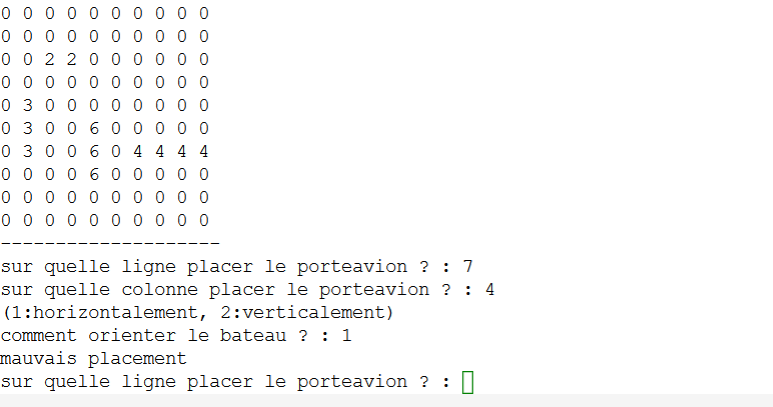 0 0 0 0 0 0 0 0 0 0
0 0 0 0 0 0 0 0 0 0
0 0 2 2 0 0 0 0 0 0
0 0 0 0 0 0 0 0 0 0
0 3 0 0 0 0 0 0 0 0
0 3 0 0 6 0 0 0 0 0
0 3 0 0 6 0 4 4 4 4
0 0 0 0 6 0 0 0 0 0
0 0 0 0 0 0 0 0 0 0
0 0 0 0 0 0 0 0 0 0
--------------------
sur quelle ligne placer le porteavion ? : 7
sur quelle colonne placer le porteavion ? : 4
(1:horizontalement, 2:verticalement)
comment orienter le bateau ? : 1
mauvais placement
sur quelle ligne placer le porteavion ? :